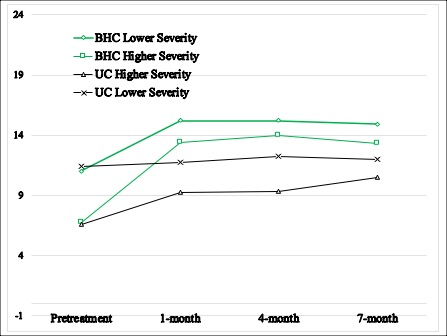 24
BHC Lower Severity
BHC Higher Severity
19
UC Higher Severity
UC Lower Severity
14
9
4
-1
Pretreatment 1-month 4-month 7-month